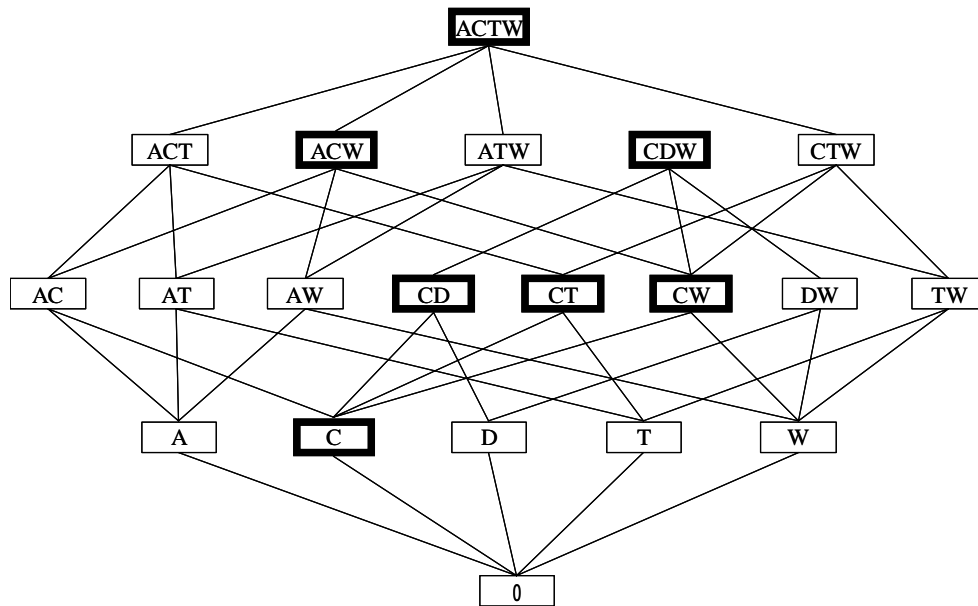 ACTW
ACT ACW ATW CDW CTW
AC AT AW CD CT CW DW TW
A C D T W
0